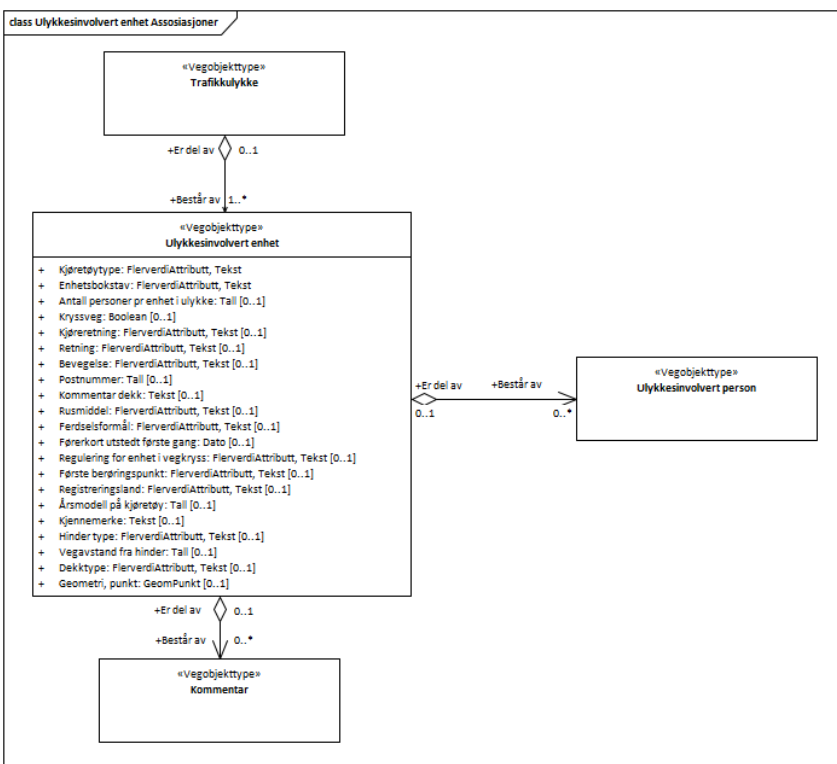 class Ulykkesinvolvert enhet Assosiasjoner
«Vegobjekttype»
Trafikkulykke
+Er del av 0..1
+Består av 1..*
«Vegobjekttype»
Ulykkesinvolvert enhet
+ Kjøretøytype: FlerverdiAttributt, Tekst
+ Enhetsbokstav: FlerverdiAttributt, Tekst
+ Antall personer pr enhet i ulykke: Tall [0..1]
+ Kryssveg: Boolean [0..1]
+ Kjøreretning: FlerverdiAttributt, Tekst [0..1]
+ Retning: FlerverdiAttributt, Tekst [0..1]
+ Bevegelse: FlerverdiAttributt, Tekst [0..1]
+ Postnummer: Tall [0..1]
+ Kommentar dekk: Tekst [0..1]
+ Rusmiddel: FlerverdiAttributt, Tekst [0..1]
+ Ferdselsformål: FlerverdiAttributt, Tekst [0..1]
+ Førerkort utstedt første gang: Dato [0..1]
+ Regulering for enhet i vegkryss: FlerverdiAttributt, Tekst [0..1]
+ Første berøringspunkt: FlerverdiAttributt, Tekst [0..1]
+ Registreringsland: FlerverdiAttributt, Tekst [0..1]
+ Årsmodell på kjøretøy: Tall [0..1]
+ Kjennemerke: Tekst [0..1]
+ Hinder type: FlerverdiAttributt, Tekst [0..1]
+ Vegavstand fra hinder: Tall [0..1]
+ Dekktype: FlerverdiAttributt, Tekst [0..1]
+ Geometri, punkt: GeomPunkt [0..1]
+Er del av +Består av
0..1 0..*
«Vegobjekttype»
Ulykkesinvolvert person
+Er del av 0..1
+Består av 0..*
«Vegobjekttype»
Kommentar